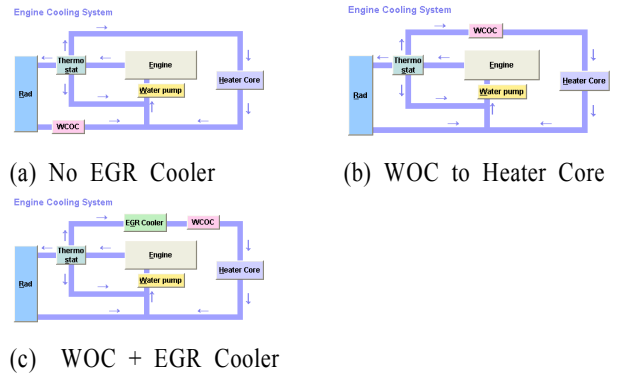 Engine Cooling System
Thermo
stat
Engine
Water pump
Heater Core
Rad
WCOC
(a) No EGR Cooler
Engine Cooling System
WCOC
Thermo
stat
Engine
Water pump
Heater Core
Rad
(b) WOC to Heater Core
Engine Cooling System
EGR Cooler
WCOC
Thermo
stat
Engine
Water pump
Heater Core
Rad
(c) WOC + EGR Cooler